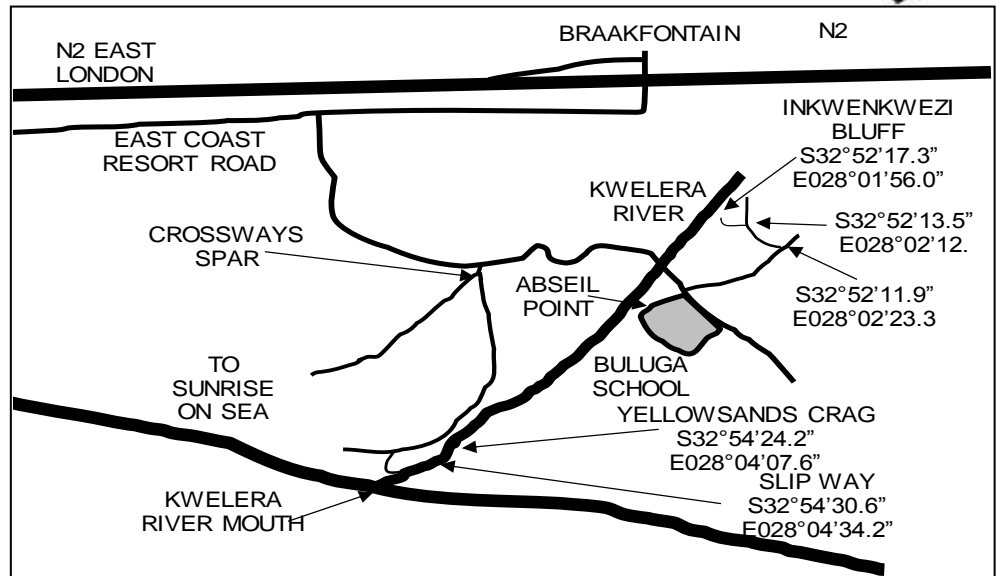 N2 EAST
LONDON
BRAAKFONTAIN
N2
EAST COAST
RESORT ROAD
INKWENKWEZI
BLUFF
S32°52’17.3”
E028°01’56.0”
KWELERA
RIVER
S32°52’13.5”
E028°02’12.
CROSSWAYS
SPAR
ABSEIL
POINT
S32°52’11.9”
E028°02’23.3
TO
SUNRISE
ON SEA
BULUGA
SCHOOL
YELLOWSANDS CRAG
S32°54’24.2”
E028°04’07.6”
SLIP WAY
S32°54’30.6”
E028°04’34.2”
KWELERA
RIVER MOUTH